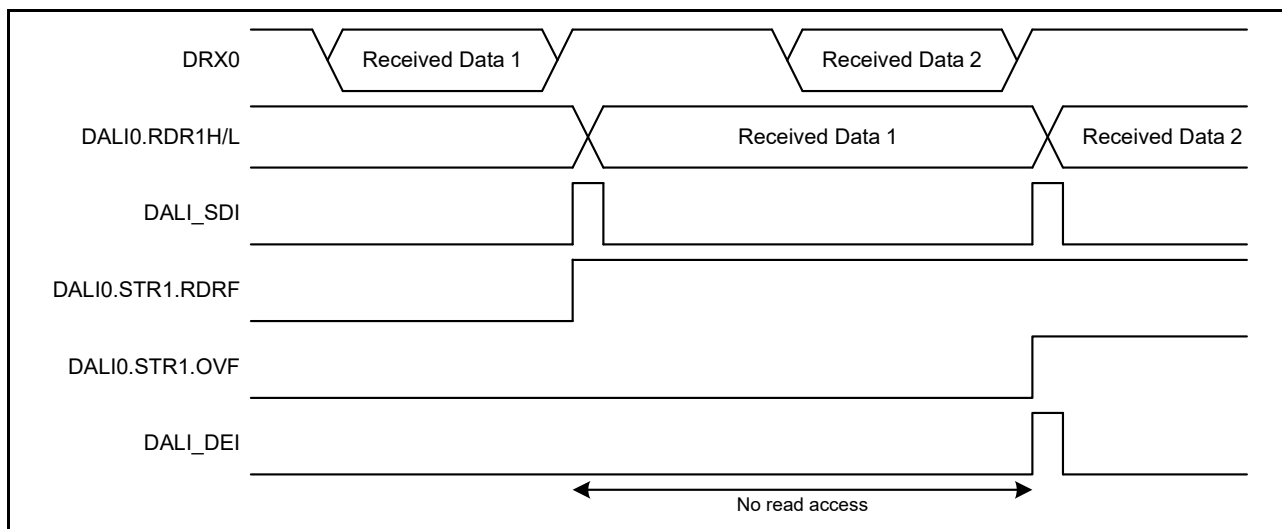 DRX0 Received Data 1 Received Data 2
DALI0.RDR1H/L Received Data 1 Received Data 2
DALI_SDI
DALI0.STR1.RDRF
DALI0.STR1.OVF
DALI_DEI
No read access